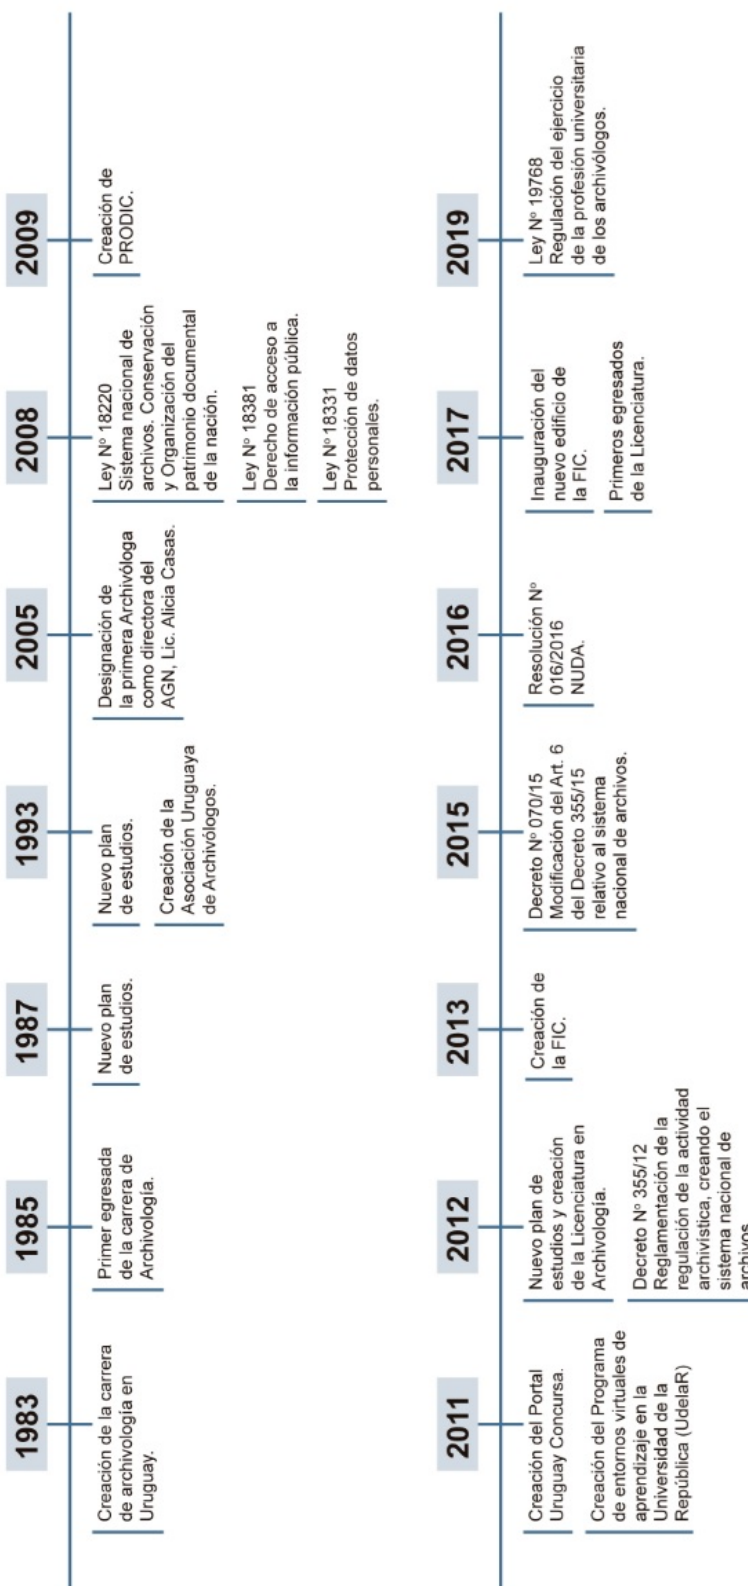 1983
Creación de la carrera
de archivología en
Uruguay.
1985
Primer egresada
de la carrera de
Archivología.
1987
Nuevo plan
de estudios.
1993
Nuevo plan
de estudios.
Creación de la
Asociación Uruguaya
de Archivólogos.
2005
Designación de
la primera Archivóloga
como directora del
AGN, Lic. Alicia Casas.
2008
Ley Nº 18220
Sistema nacional de
archivos. Conservación
y Organización del
patrimonio documental
de la nación.
Ley Nº 18381
Derecho de acceso a
la información pública.
Ley Nº 18331
Protección de datos
personales.
2009
Creación de
PRODIC.
2011
Creación del Portal
Uruguay Concursa.
Creación del Programa
de entornos virtuales de
aprendizaje en la
Universidad de la
República (UdelaR)
2012
Nuevo plan de
estudios y creación
de la Licenciatura en
Archivología.
Decreto Nº 355/12
Reglamentación de la
regulación de la actividad
archivística, creando el
sistema nacional de
archivos
2013
Creación de
la FIC.
2015
Decreto Nº 070/15
Modificación del Art. 6
del Decreto 355/15
relativo al sistema
nacional de archivos.
2016
Resolución Nº
016/2016
NUDA.
2017
Inauguración del
nuevo edificio de
la FIC.
Primeros egresados
de la Licenciatura.
2019
Ley Nº 19768
Regulación del ejercicio
de la profesión universitaria
de los archivólogos.